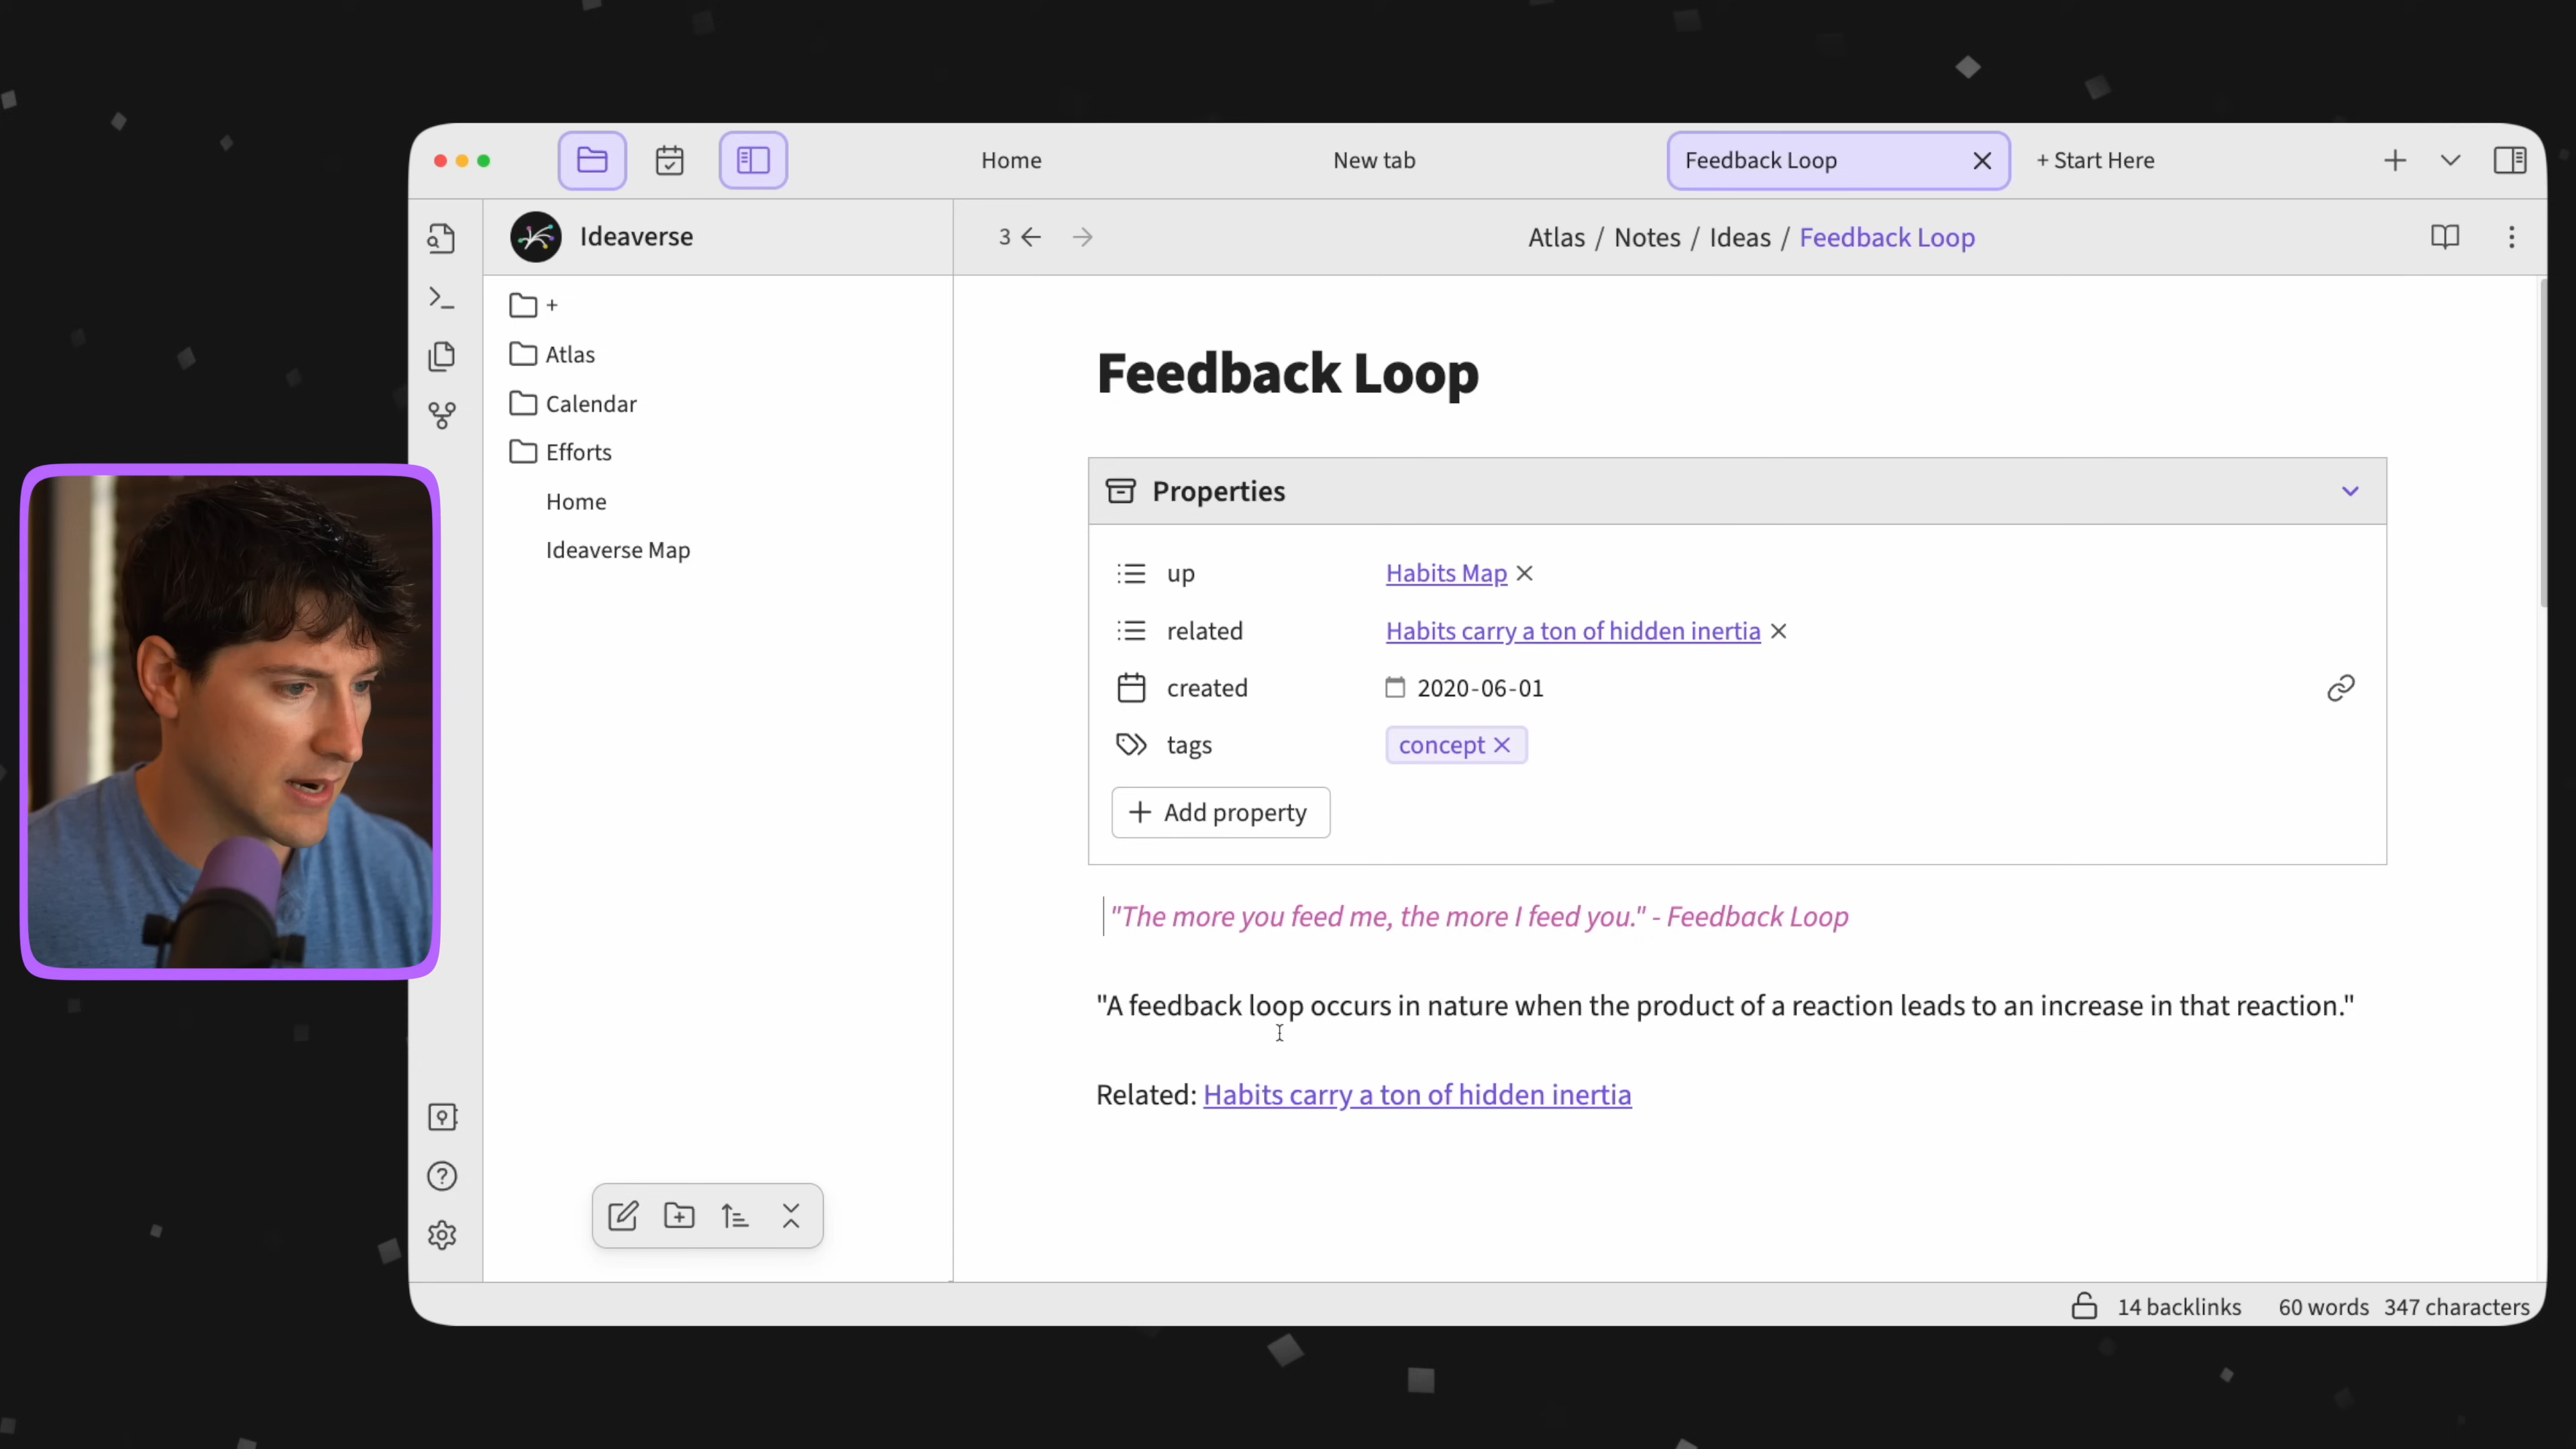 Home
New tab
Feedback Loop
+ Start Here
Ideaverse
3
Atlas / Notes / Ideas / Feedback Loop
+
Atlas
Calendar
Efforts
Home
Ideaverse Map
Feedback Loop
Properties
up Habits Map
related Habits carry a ton of hidden inertia
created 2020-06-01
tags concept
Add property
"The more you feed me, the more I feed you." - Feedback Loop
"A feedback loop occurs in nature when the product of a reaction leads to an increase in that reaction."
Related: Habits carry a ton of hidden inertia
14 backlinks 60 words 347 characters